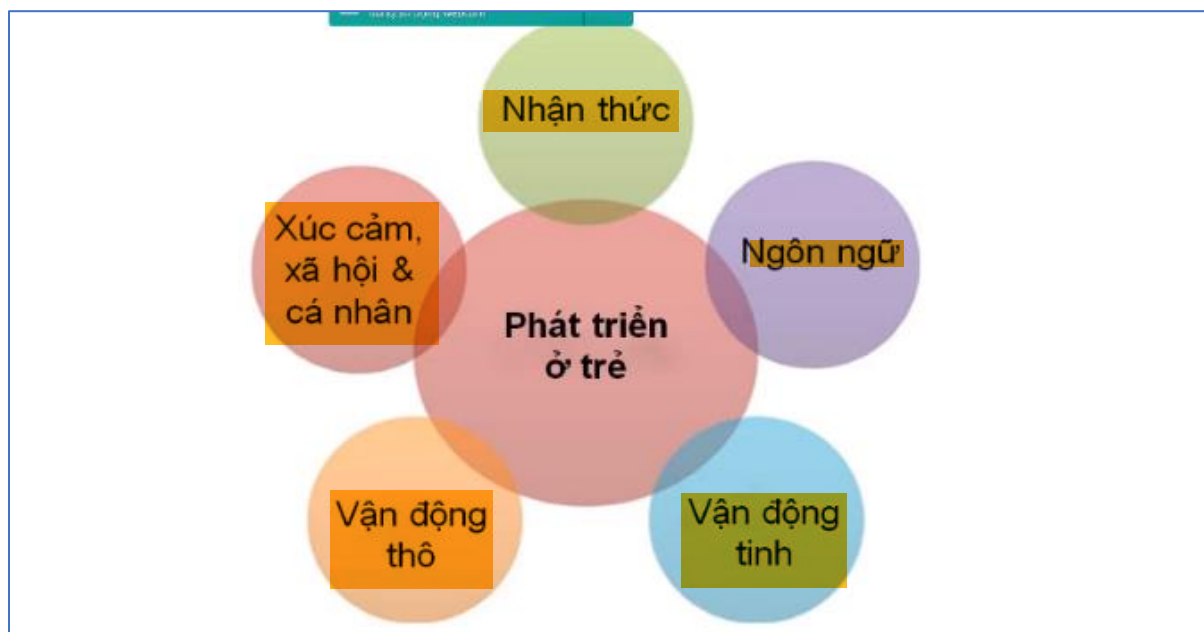 Nhận thức
Xúc cảm,
xã hội &
cá nhân
Ngôn ngữ
Phát triển
ở trẻ
Vận động
thô
Vận động
tinh